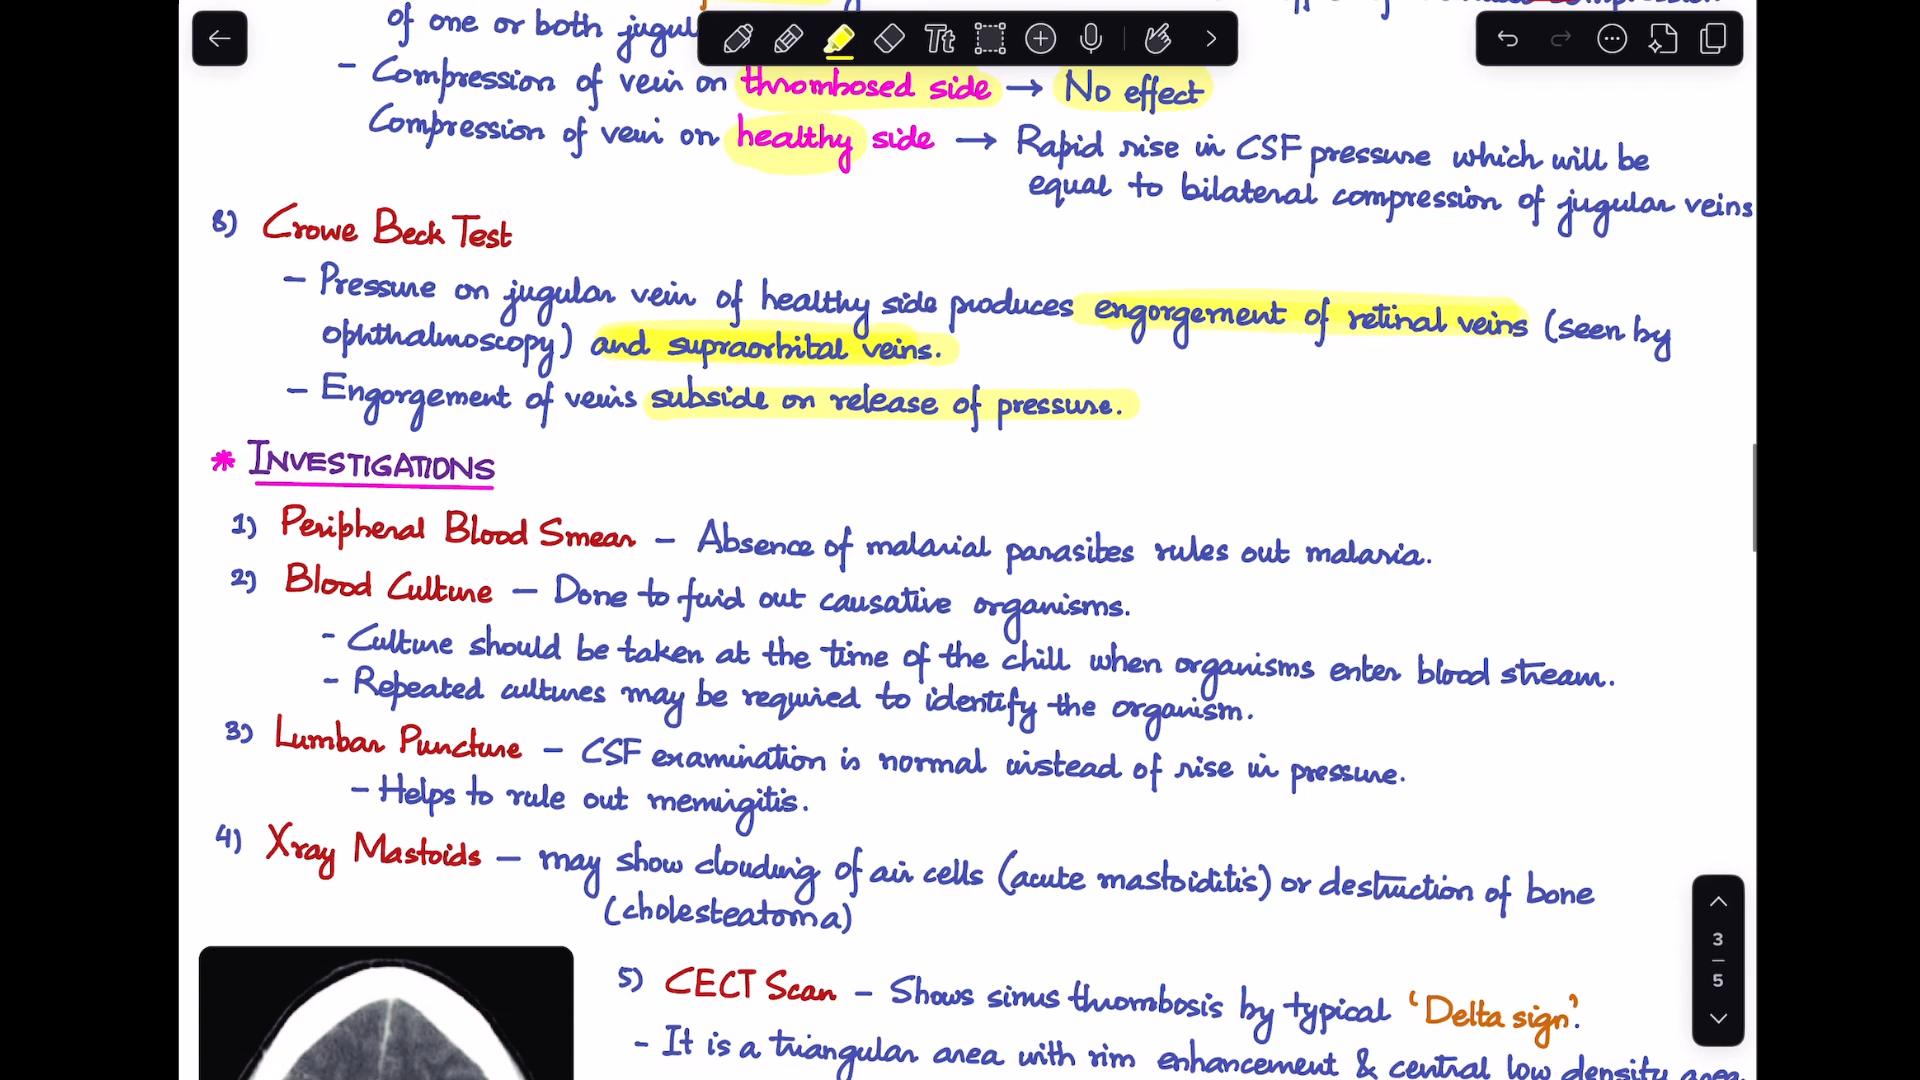 of one or both jugul
- Compression of vein on thrombosed side → No effect
Compression of vein on healthy side → Rapid rise in CSF pressure which will be
equal to bilateral compression of jugular veins
8) Crowe Beck Test
- Pressure on jugular vein of healthy side produces engorgement of retinal veins (seen by
ophthalmoscopy) and supraorbital veins.
- Engorgement of veins subside on release of pressure.
* INVESTIGATIONS
1) Peripheral Blood Smear - Absence of malarial parasites rules out malaria.
2) Blood Culture - Done to find out causative organisms.
- Culture should be taken at the time of the chill when organisms enter blood stream.
- Repeated cultures may be required to identify the organism.
3) Lumbar Puncture - CSF examination is normal instead of rise in pressure.
- Helps to rule out memingitis.
4) Xray Mastoids - may show clouding of air cells (acute mastoiditis) or destruction of bone
(cholesteatoma)
5) CECT Scan - Shows sinus thrombosis by typical 'Delta sign'.
- It is a triangular area with rim enhancement & central low density area.
Tt
3
5